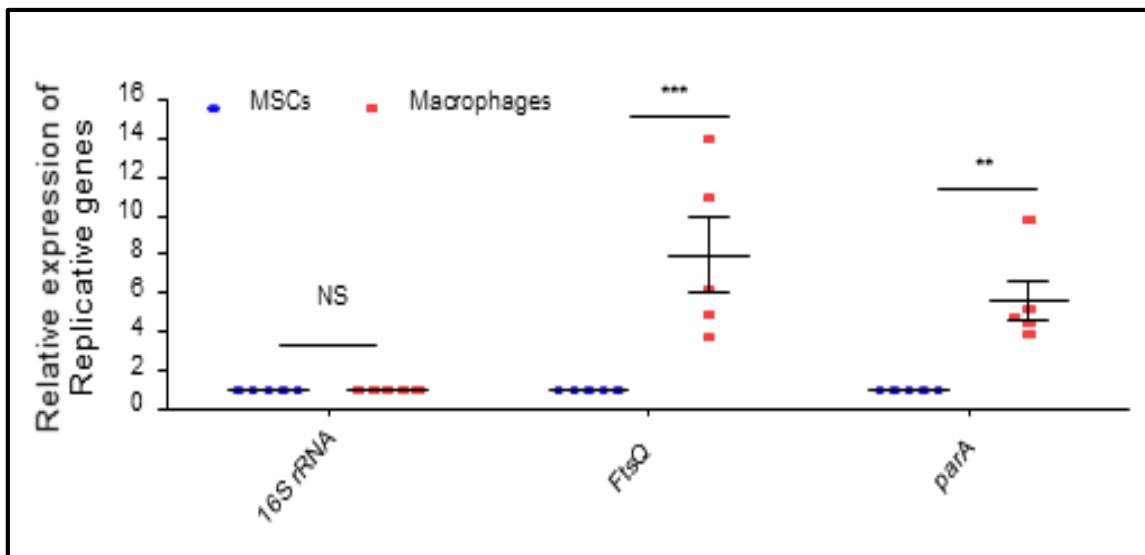 Relative expression of
Replicative genes
MSCs
Macrophages
16
14
12
10
8
6
4
2
0
NS
***
**
16S rRNA
FtsQ
parA